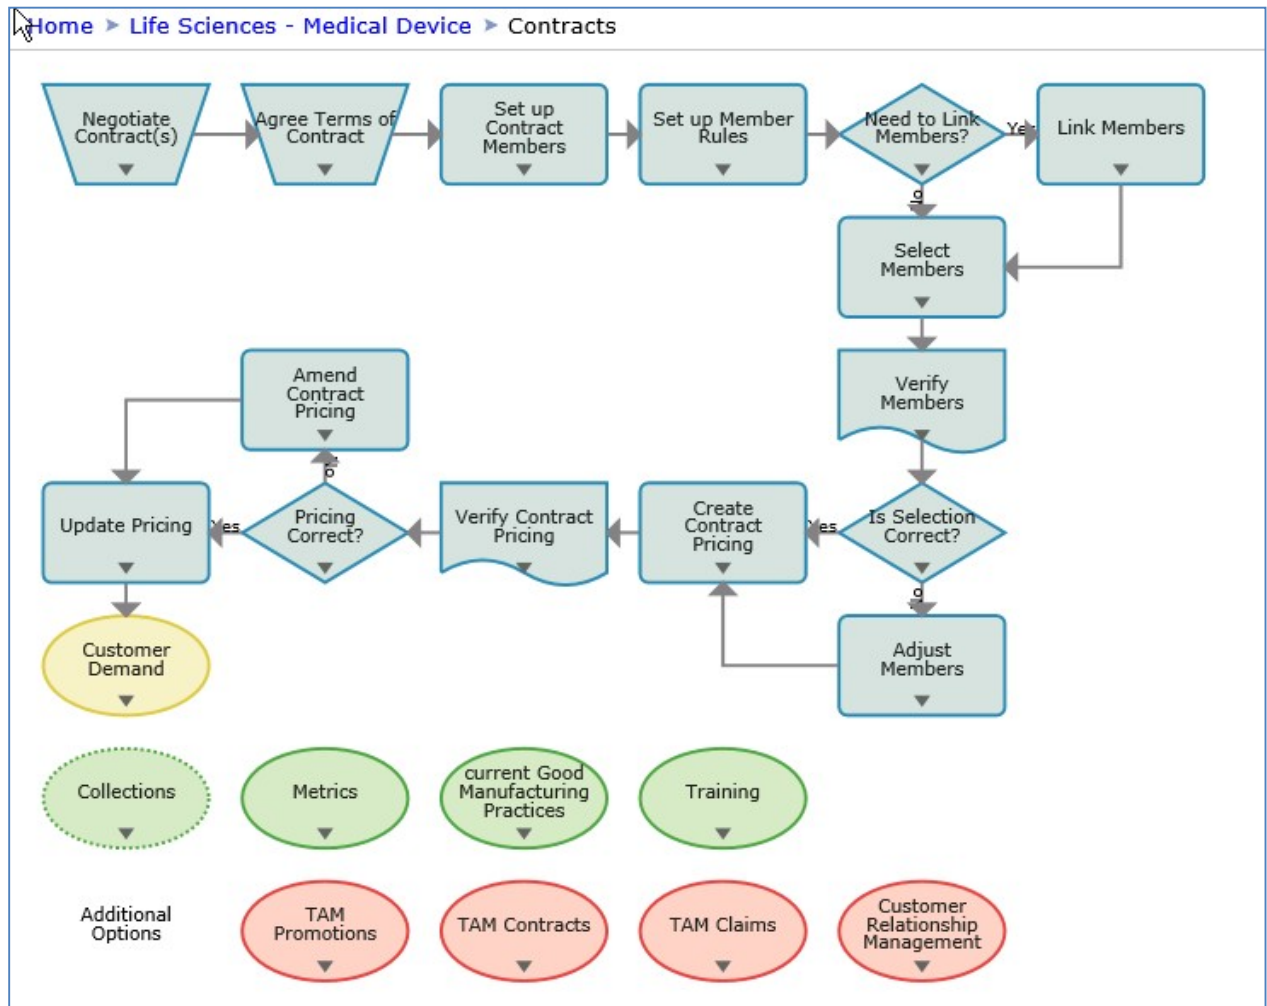 Home > Life Sciences - Medical Device > Contracts
Negotiate
Contract(s)
Agree Terms of
Contract
Set up
Contract
Members
Set up Member
Rules
Need to Link
Members?
Yes
Link Members
Select
Members
Verify
Members
Amend
Contract
Pricing
Update Pricing
Yes
Pricing
Correct?
Verify Contract
Pricing
Create
Contract
Pricing
Yes
Is Selection
Correct?
Customer
Demand
Adjust
Members
Collections
Metrics
current Good
Manufacturing
Practices
Training
Additional
Options
TAM
Promotions
TAM Contracts
TAM Claims
Customer
Relationship
Management